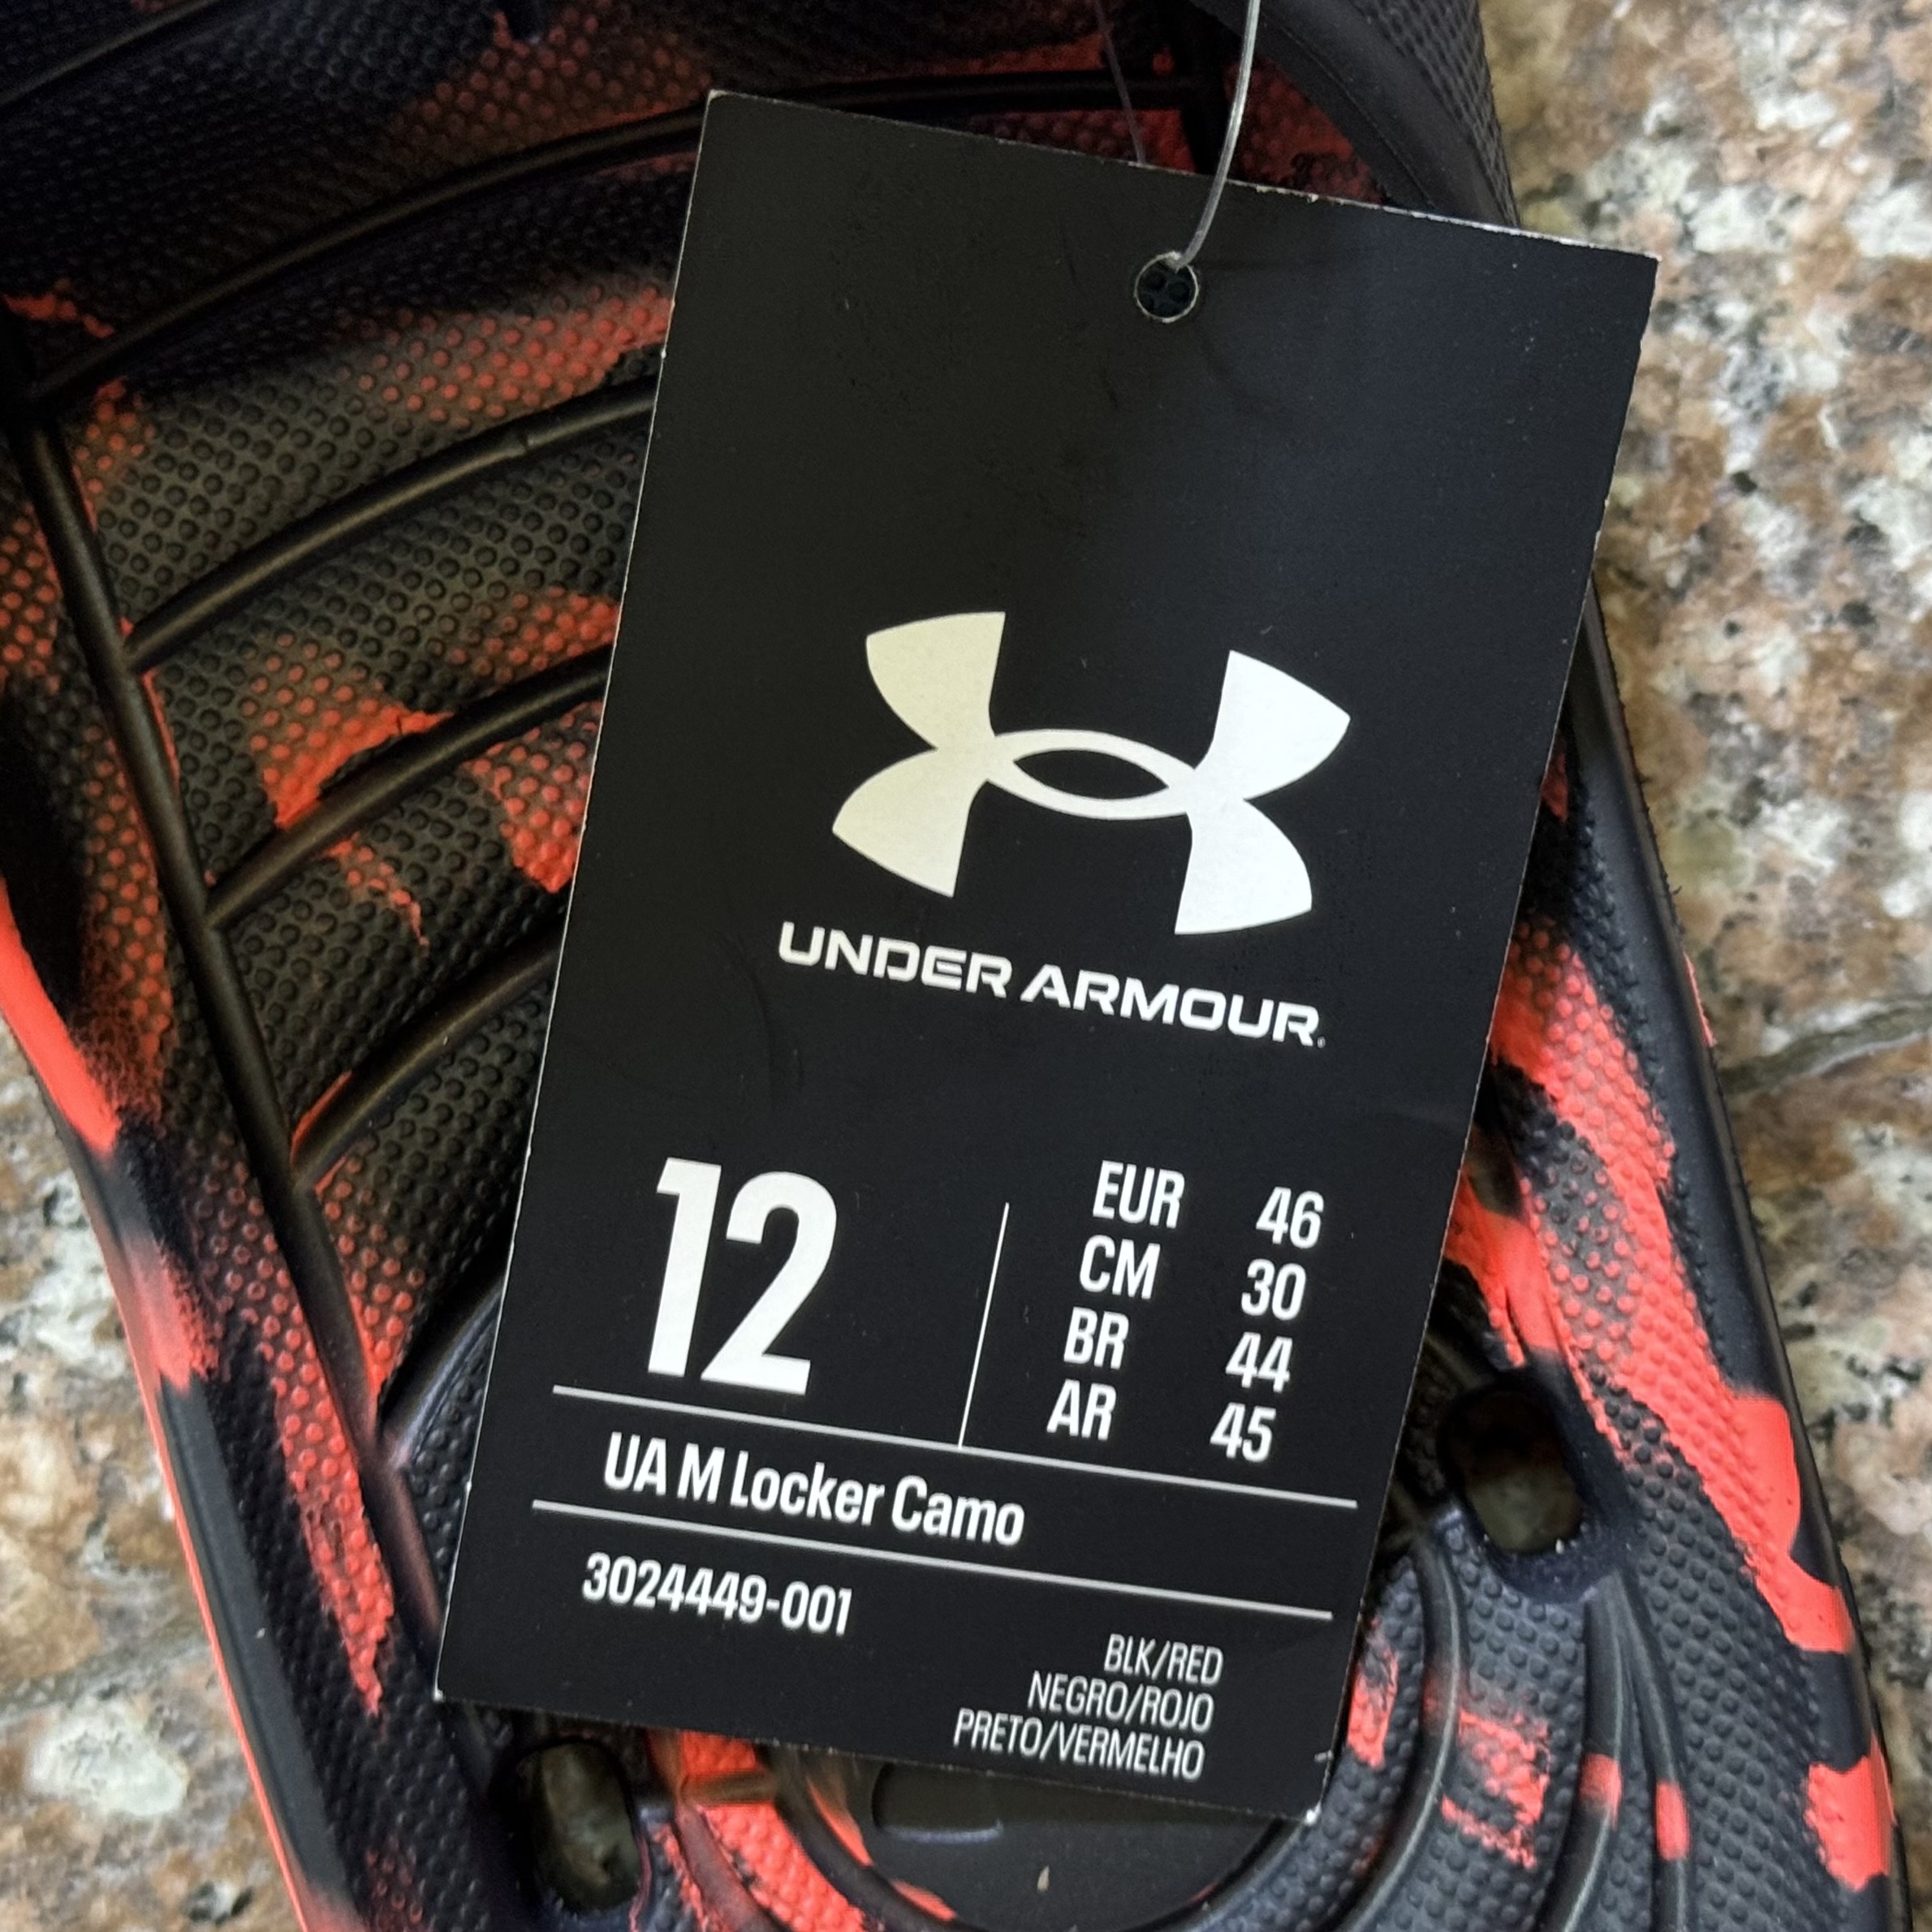 UNDER ARMOUR.
12
EUR 46
CM 30
BR 44
AR 45
UA M Locker Camo
3024449-001
BLK/RED
NEGRO/ROJO
PRETO/VERMELHO